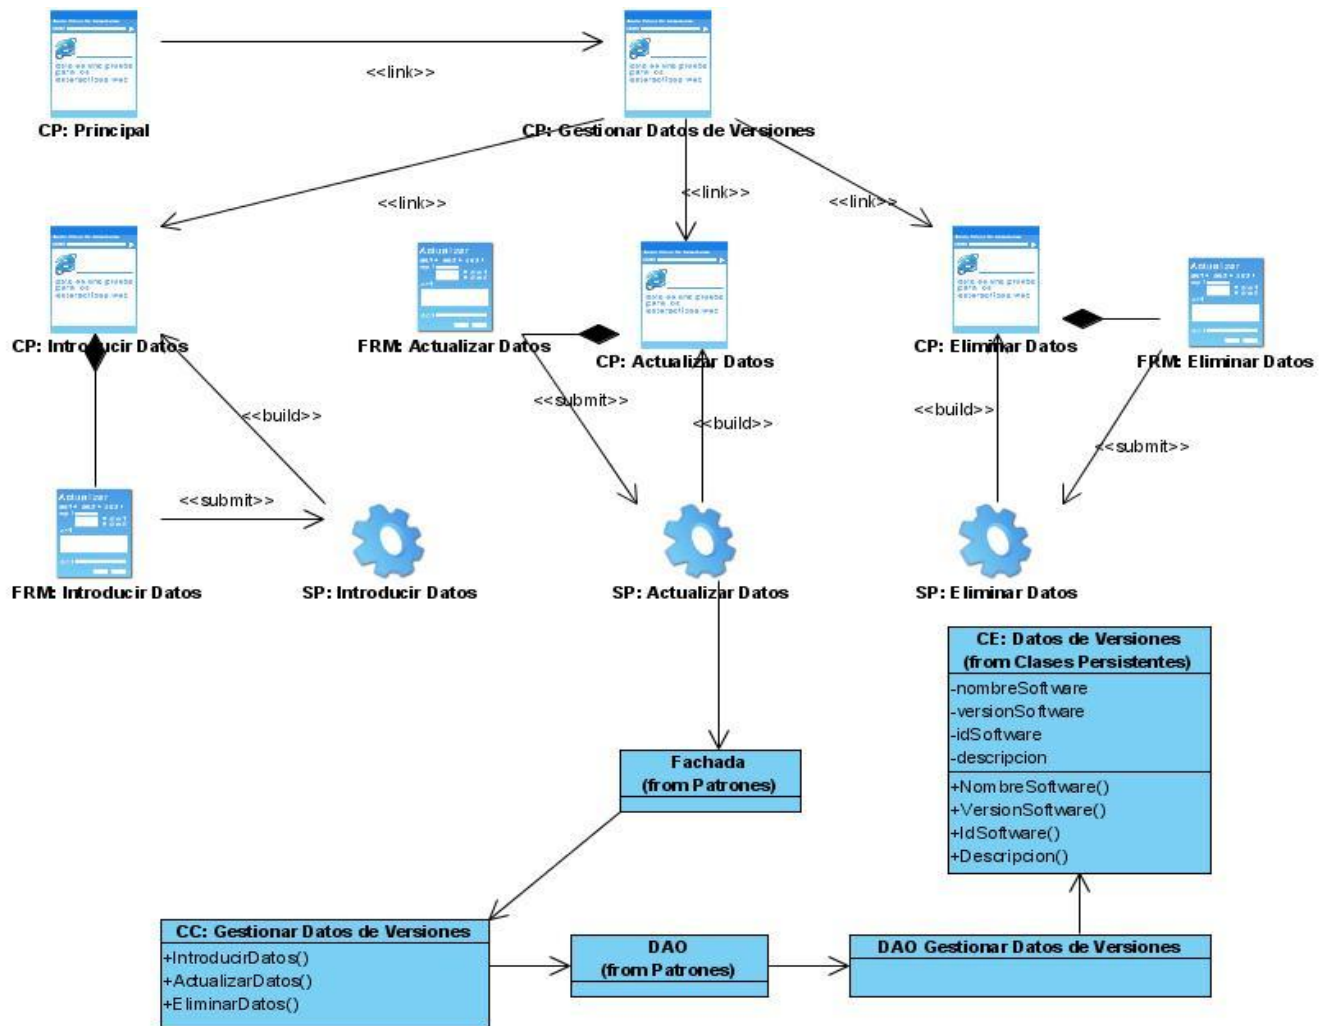 <<link>>
CP: Principal
CP: Gestionar Datos de Versiones
<<link>>
<<link>>
<<link>>
Actualizar
CP: Introducir Datos
FRM: Actualizar Datos
CP: Actualizar Datos
CP: Eliminar Datos
Actualizar
FRM: Eliminar Datos
<<build>>
<<submit>>
<<build>>
<<build>>
<<submit>>
Actualizar
<<submit>>
FRM: Introducir Datos
SP: Introducir Datos
SP: Actualizar Datos
SP: Eliminar Datos
CE: Datos de Versiones
(from Clases Persistentes)
-nombreSoftware
-versionSoftware
-idSoftware
-descripcion
+NombreSoftware()
+VersionSoftware()
+IdSoftware()
+Descripcion()
Fachada
(from Patrones)
CC: Gestionar Datos de Versiones
+IntroducirDatos()
+ActualizarDatos()
+EliminarDatos()
DAO
(from Patrones)
DAO Gestionar Datos de Versiones